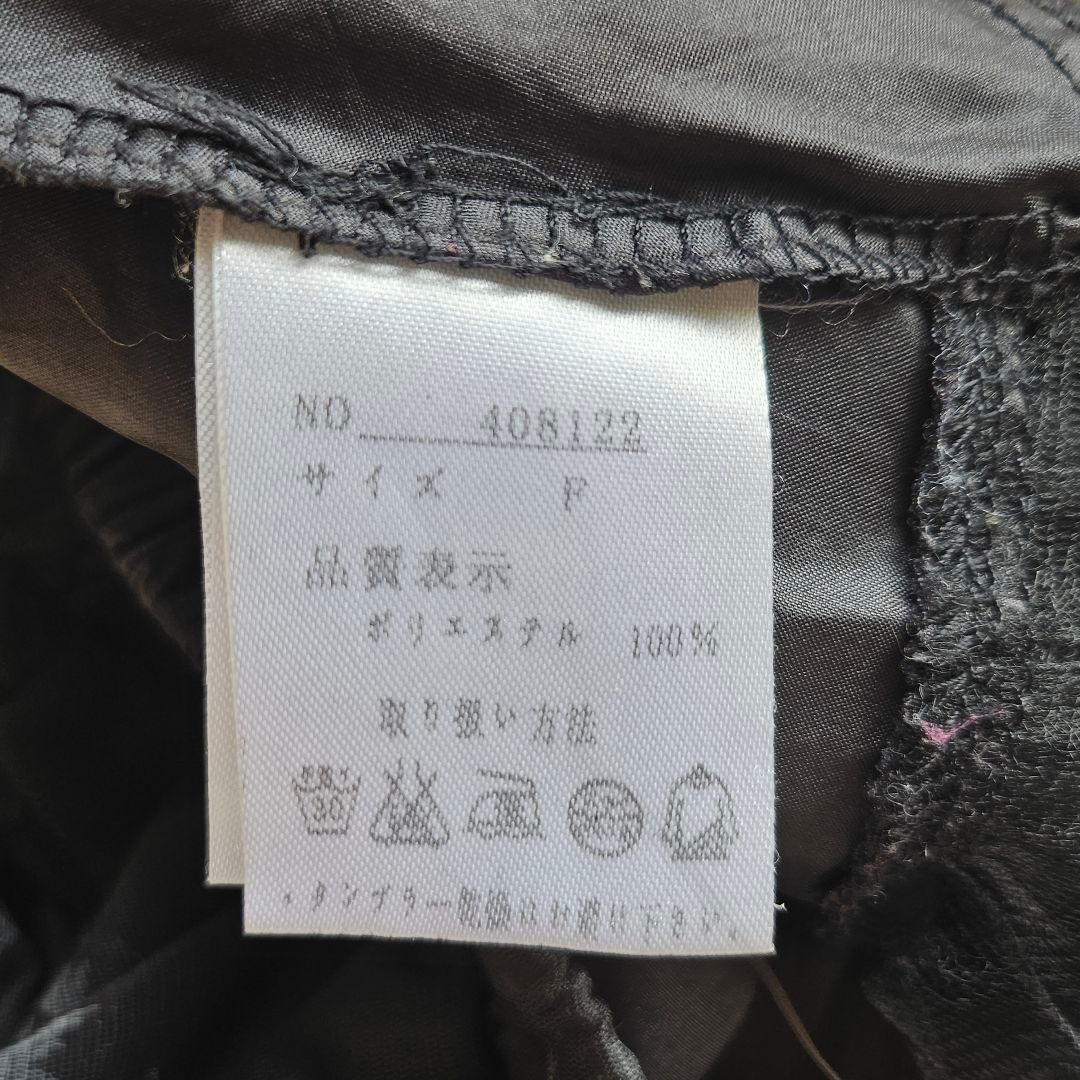 NO 408122
サイズ F
品質表示
ポリエステル 100%
取り扱い方法
30
・タンブラー乾燥はお避け下さい。